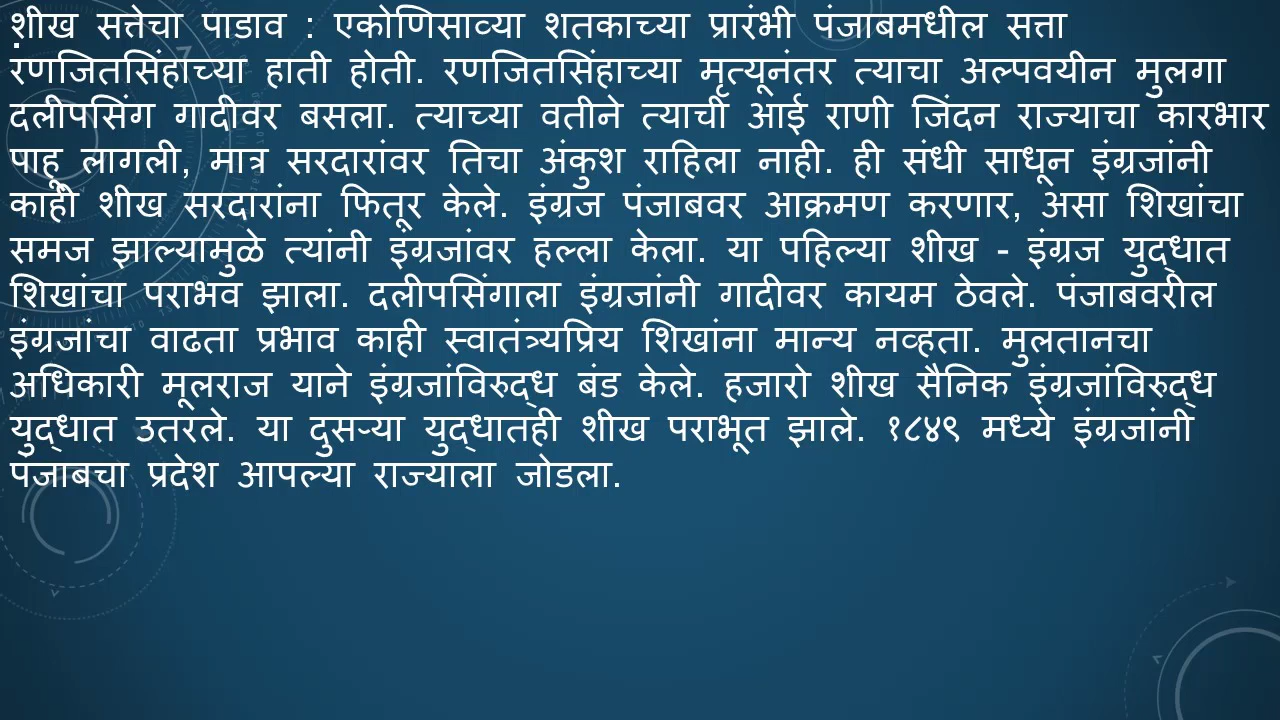 शीख सत्तेचा पाडाव : एकोणिसाव्या शतकाच्या प्रारंभी पंजाबमधील सत्ता
रणजितसिंहाच्या हाती होती. रणजितसिंहाच्या मृत्यूनंतर त्याचा अल्पवयीन मुलगा
दलीपसिंग गादीवर बसला. त्याच्या वतीने त्याची आई राणी जिंदन राज्याचा कारभार
पाहू लागली, मात्र सरदारांवर तिचा अंकुश राहिला नाही. ही संधी साधून इंग्रजांनी
काही शीख सरदारांना फितूर केले. इंग्रज पंजाबवर आक्रमण करणार, असा शिखांचा
समज झाल्यामुळे त्यांनी इंग्रजांवर हल्ला केला. या पहिल्या शीख - इंग्रज युद्धात
शिखांचा पराभव झाला. दलीपसिंगाला इंग्रजांनी गादीवर कायम ठेवले. पंजाबवरील
इंग्रजांचा वाढता प्रभाव काही स्वातंत्र्यप्रिय शिखांना मान्य नव्हता. मुलतानचा
अधिकारी मूलराज याने इंग्रजांविरुद्ध बंड केले. हजारो शीख सैनिक इंग्रजांविरुद्ध
युद्धात उतरले. या दुसऱ्या युद्धातही शीख पराभूत झाले. १८४९ मध्ये इंग्रजांनी
पंजाबचा प्रदेश आपल्या राज्याला जोडला.